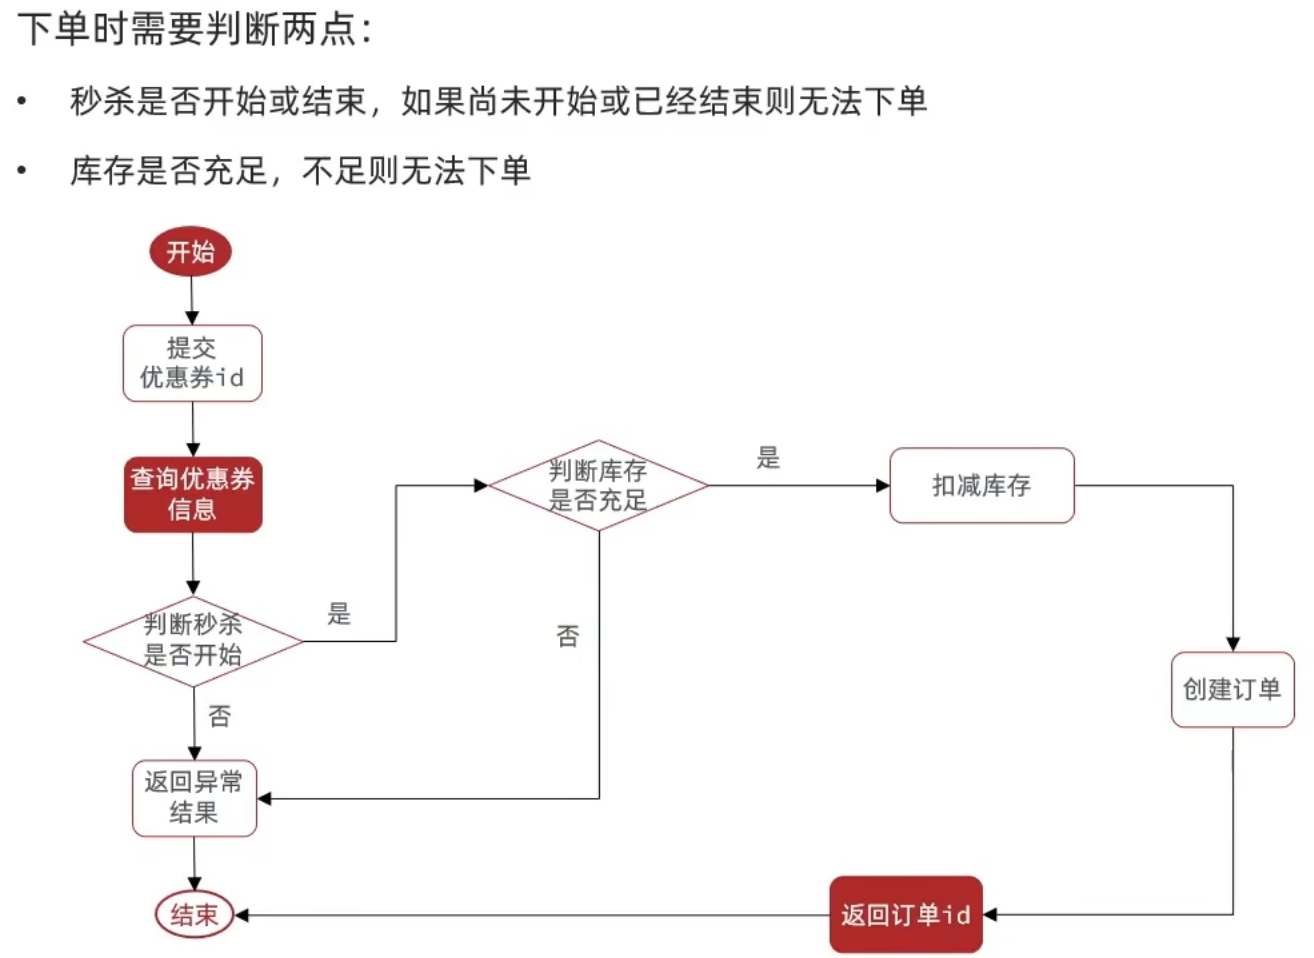 下单时需要判断两点：
• 秒杀是否开始或结束，如果尚未开始或已经结束则无法下单
• 库存是否充足，不足则无法下单
开始
提交
优惠券id
查询优惠券
信息
判断秒杀
是否开始
是
否
判断库存
是否充足
是
否
扣减库存
创建订单
返回异常
结果
返回订单id
结束